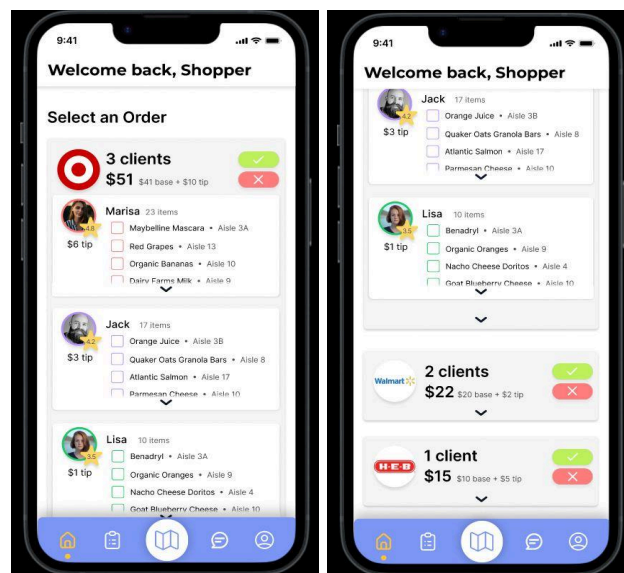 9:41
Welcome back, Shopper
Select an Order
3 clients
$51 $41 base + $10 tip
Marisa 23 items
4.8
$6 tip
Maybelline Mascara • Aisle 3A
Red Grapes • Aisle 13
Organic Bananas • Aisle 10
Dairy Farms Milk • Aisle 9
Jack 17 items
4.2
$3 tip
Orange Juice • Aisle 3B
Quaker Oats Granola Bars • Aisle 8
Atlantic Salmon • Aisle 17
Parmesan Cheese • Aisle 10
Lisa 10 items
3.5
$1 tip
Benadryl • Aisle 3A
Organic Oranges • Aisle 9
Nacho Cheese Doritos • Aisle 4
Goat Blueberry Cheese • Aisle 10
9:41
Welcome back, Shopper
Jack 17 items
4.2
$3 tip
Orange Juice • Aisle 3B
Quaker Oats Granola Bars • Aisle 8
Atlantic Salmon • Aisle 17
Parmesan Cheese • Aisle 10
Lisa 10 items
3.5
$1 tip
Benadryl • Aisle 3A
Organic Oranges • Aisle 9
Nacho Cheese Doritos • Aisle 4
Goat Blueberry Cheese • Aisle 10
Walmart
2 clients
$22 $20 base + $2 tip
H-E-B
1 client
$15 $10 base + $5 tip